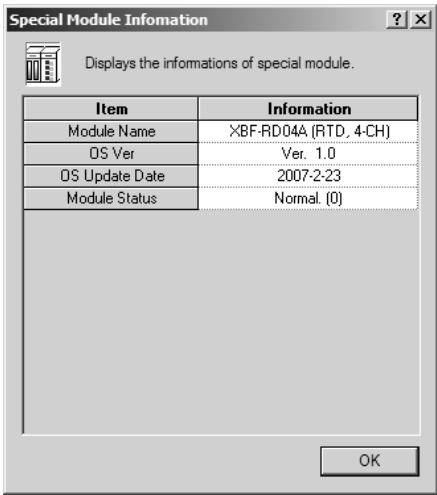 Special Module Infomation
Displays the informations of special module.
Item Information
Module Name XBF-RD04A (RTD, 4-CH)
OS Ver Ver. 1.0
OS Update Date 2007-2-23
Module Status Normal. (0)
OK